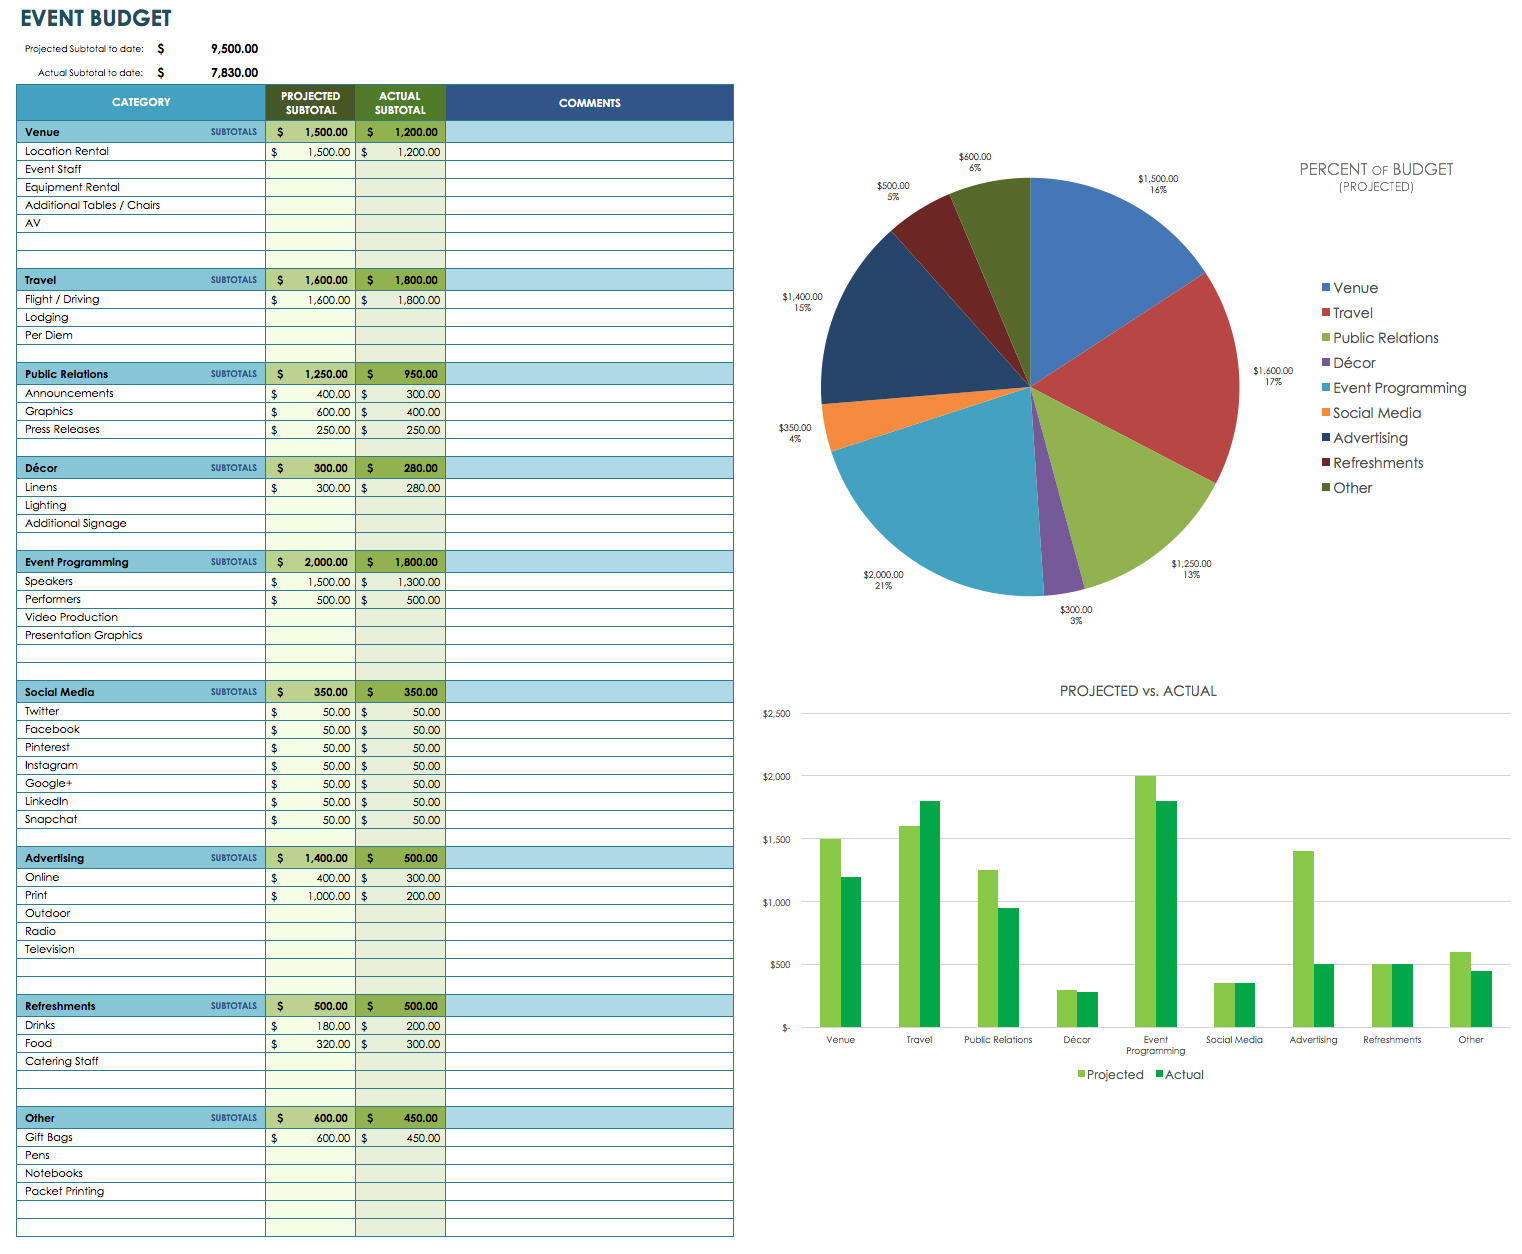 EVENT BUDGET
Projected Subtotal to date: $ 9,500.00
Actual Subtotal to date: $ 7,830.00
CATEGORY PROJECTED SUBTOTAL ACTUAL SUBTOTAL COMMENTS
Venue SUBTOTALS $ 1,500.00 $ 1,200.00
Location Rental $ 1,500.00 $ 1,200.00
Event Staff
Equipment Rental
Additional Tables / Chairs
AV
Travel SUBTOTALS $ 1,600.00 $ 1,800.00
Flight / Driving $ 1,600.00 $ 1,800.00
Lodging
Per Diem
Public Relations SUBTOTALS $ 1,250.00 $ 950.00
Announcements $ 400.00 $ 300.00
Graphics $ 600.00 $ 400.00
Press Releases $ 250.00 $ 250.00
Décor SUBTOTALS $ 300.00 $ 280.00
Linens $ 300.00 $ 280.00
Lighting
Additional Signage
Event Programming SUBTOTALS $ 2,000.00 $ 1,800.00
Speakers $ 1,500.00 $ 1,300.00
Performers $ 500.00 $ 500.00
Video Production
Presentation Graphics
Social Media SUBTOTALS $ 350.00 $ 350.00
Twitter $ 50.00 $ 50.00
Facebook $ 50.00 $ 50.00
Pinterest $ 50.00 $ 50.00
Instagram $ 50.00 $ 50.00
Google+ $ 50.00 $ 50.00
LinkedIn $ 50.00 $ 50.00
Snapchat $ 50.00 $ 50.00
Advertising SUBTOTALS $ 1,400.00 $ 500.00
Online $ 400.00 $ 300.00
Print $ 1,000.00 $ 200.00
Outdoor
Radio
Television
Refreshments SUBTOTALS $ 500.00 $ 500.00
Drinks $ 180.00 $ 200.00
Food $ 320.00 $ 300.00
Catering Staff
Other SUBTOTALS $ 600.00 $ 450.00
Gift Bags $ 600.00 $ 450.00
Pens
Notebooks
Packet Printing
PERCENT OF BUDGET
(PROJECTED)
$1,500.00
16%
$1,600.00
17%
$1,250.00
13%
$300.00
3%
$2,000.00
21%
$350.00
4%
$1,400.00
15%
$500.00
5%
$600.00
6%
Venue
Travel
Public Relations
Décor
Event Programming
Social Media
Advertising
Refreshments
Other
PROJECTED vs. ACTUAL
$2,500
$2,000
$1,500
$1,000
$500
$-
Venue Travel Public Relations Décor Event Programming Social Media Advertising Refreshments Other
Projected Actual